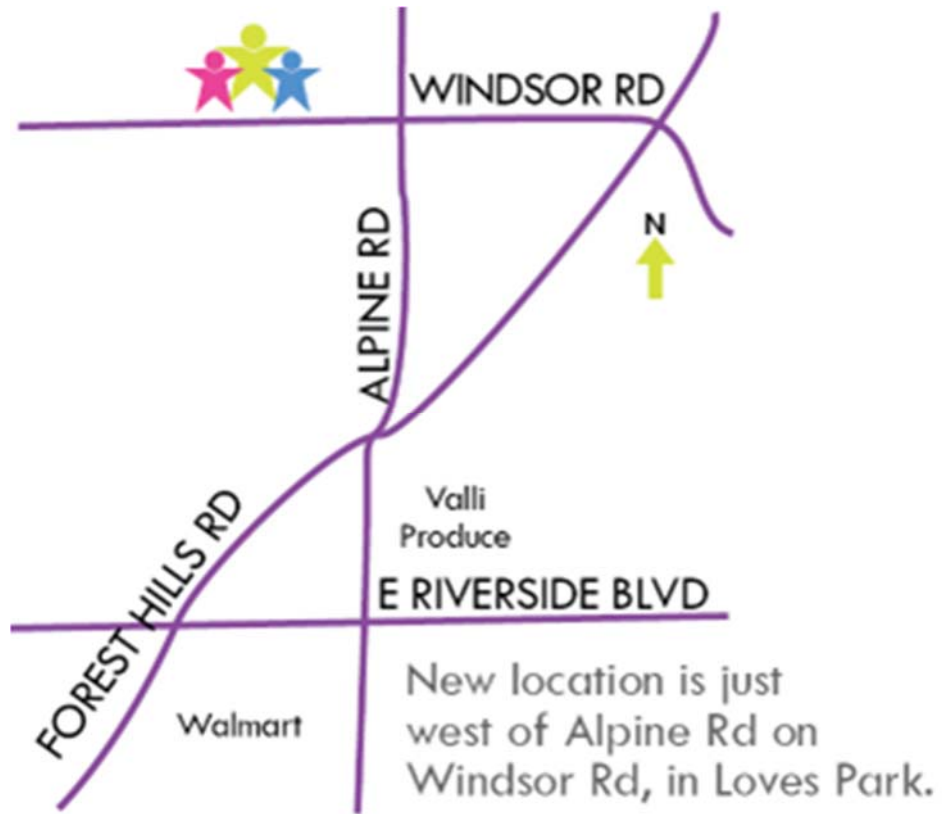 WINDSOR RD
N
ALPINE RD
FOREST HILLS RD
Valli
Produce
E RIVERSIDE BLVD
Walmart
New location is just
west of Alpine Rd on
Windsor Rd, in Loves Park.